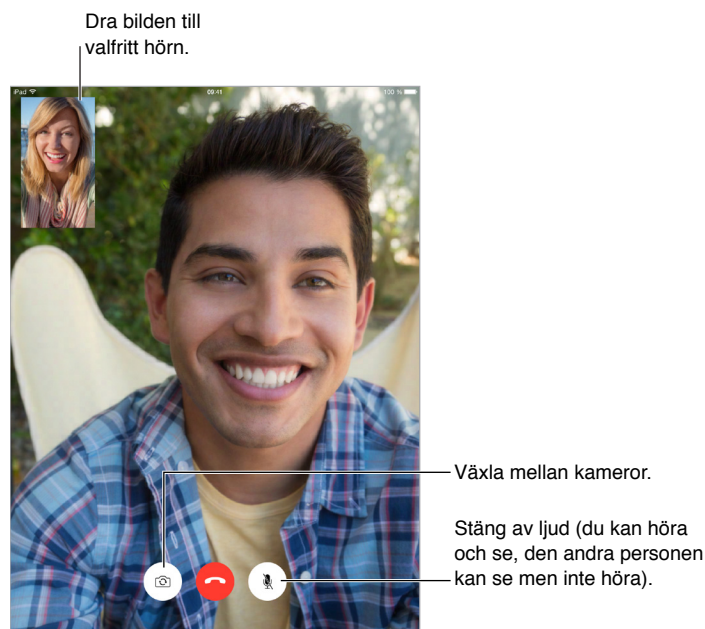 Dra bilden till
valfritt hörn.
iPad 09:41 100 %
Växla mellan kameror.
Stäng av ljud (du kan höra
och se, den andra personen
kan se men inte höra).